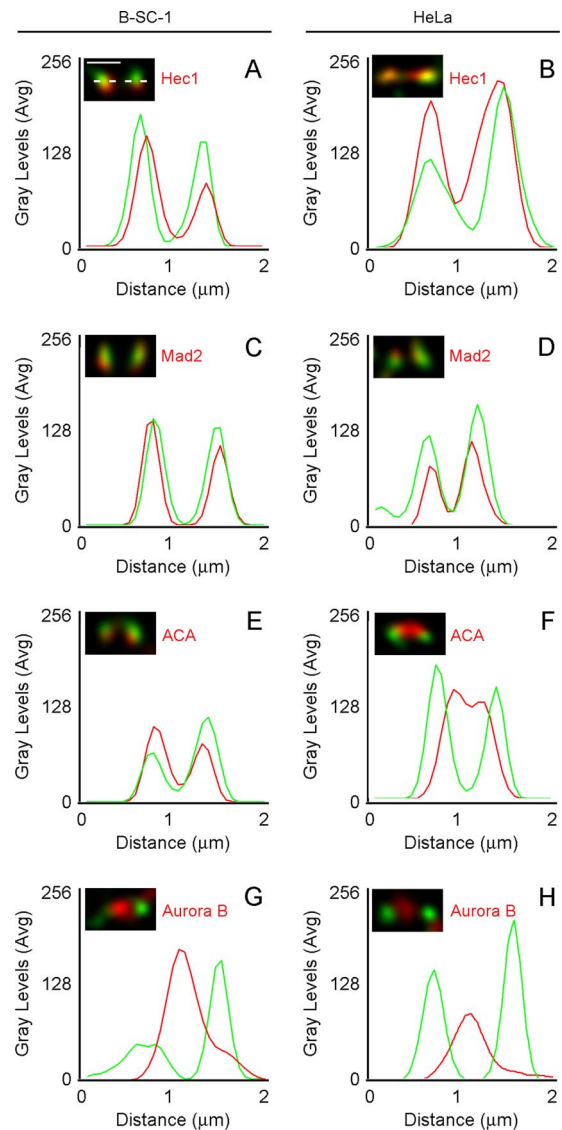 B-SC-1
HeLa
256
128
0
Gray Levels (Avg)
Hec1
A
0 1 2
Distance (μm)
256
128
0
Gray Levels (Avg)
Hec1
B
0 1 2
Distance (μm)
256
128
0
Gray Levels (Avg)
Mad2
C
0 1 2
Distance (μm)
256
128
0
Gray Levels (Avg)
Mad2
D
0 1 2
Distance (μm)
256
128
0
Gray Levels (Avg)
ACA
E
0 1 2
Distance (μm)
256
128
0
Gray Levels (Avg)
ACA
F
0 1 2
Distance (μm)
256
128
0
Gray Levels (Avg)
Aurora B
G
0 1 2
Distance (μm)
256
128
0
Gray Levels (Avg)
Aurora B
H
0 1 2
Distance (μm)